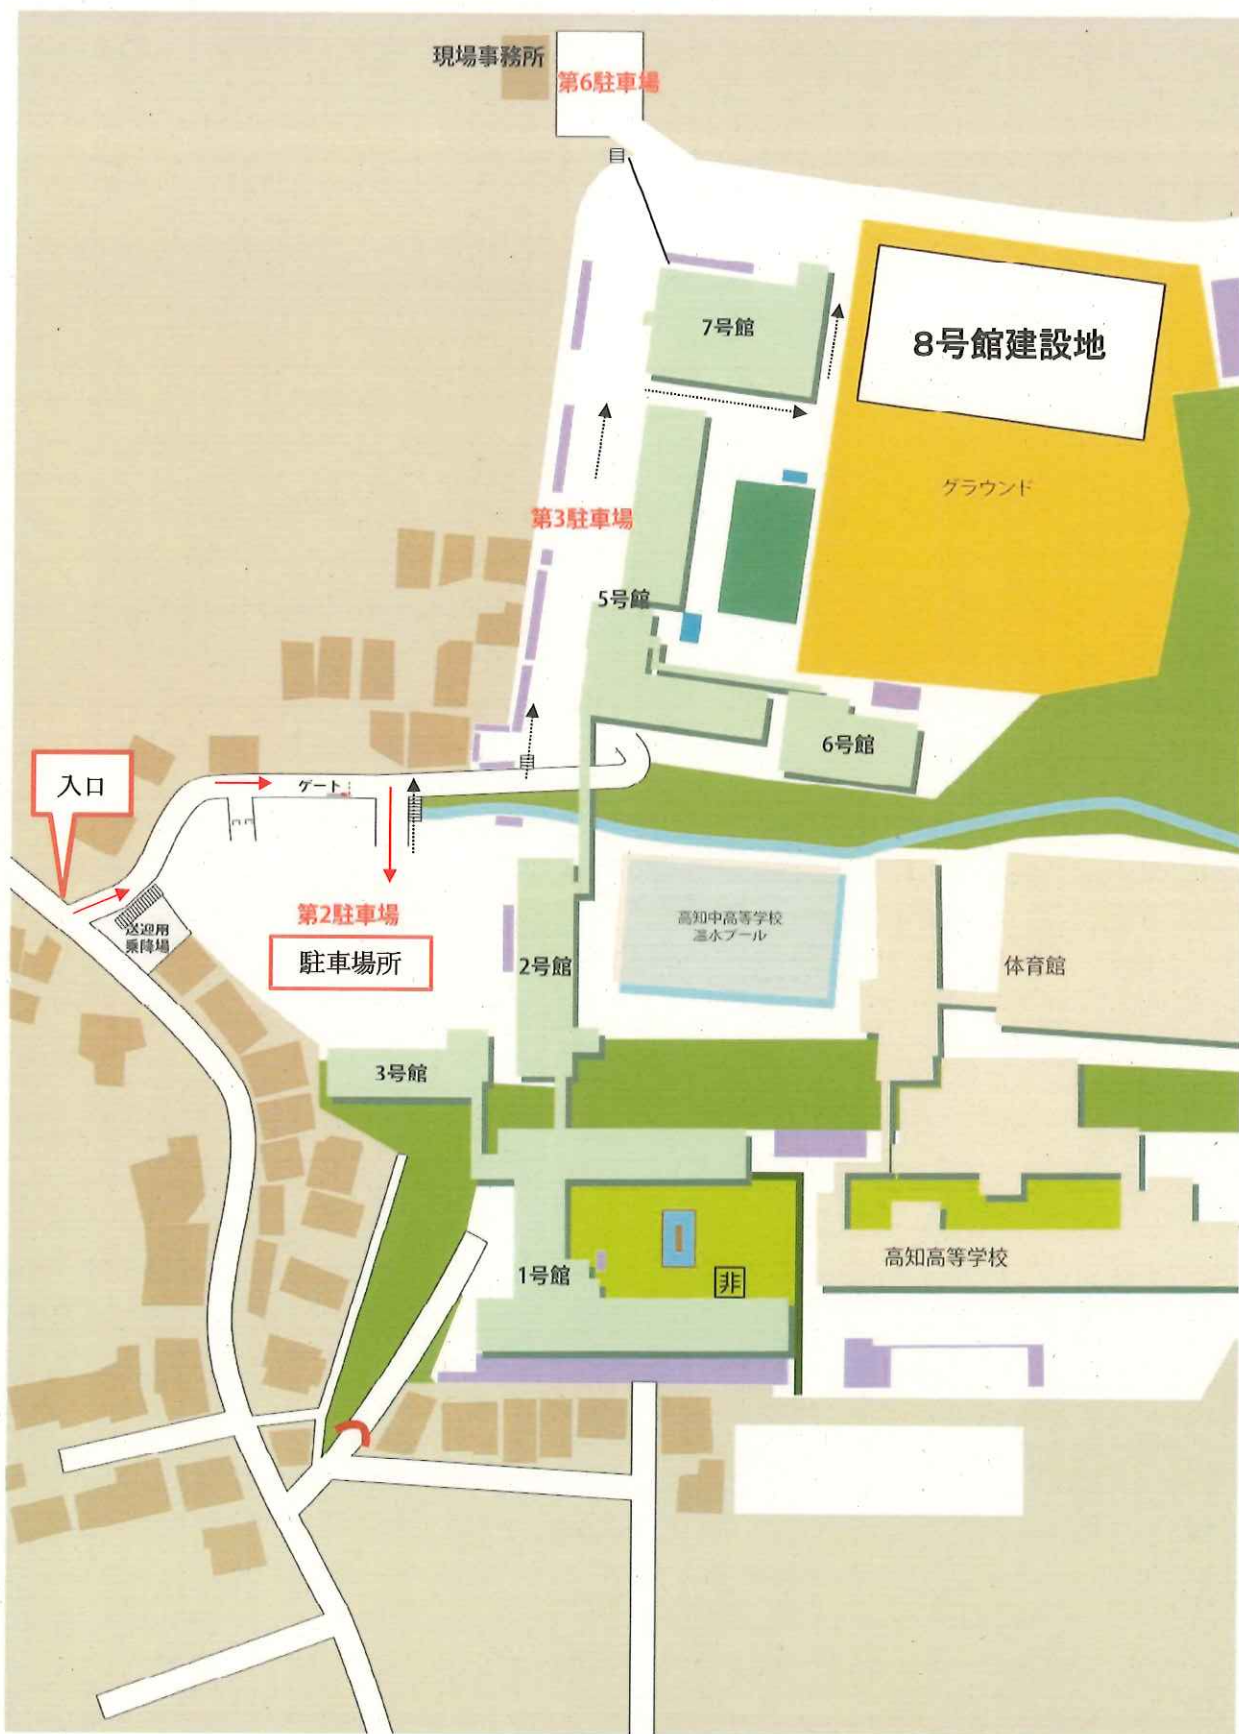 現場事務所
第6駐車場
7号館
8号館建設地
グラウンド
第3駐車場
5号館
6号館
入口
ゲート
第2駐車場
駐車場所
送迎用
乗降場
2号館
高知中高等学校
温水プール
体育館
3号館
1号館
非
高知高等学校